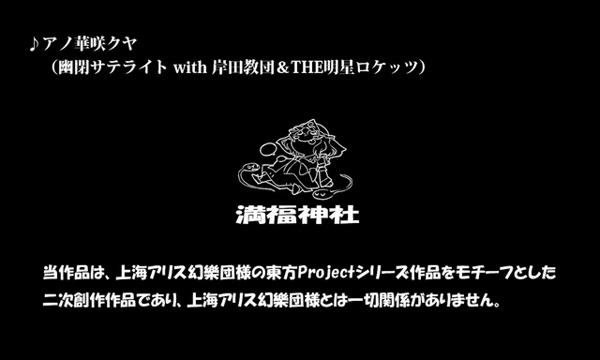 ♪アノ華咲クヤ
（幽閉サテライト with 岸田教団＆THE明星ロケッツ）
満福神社
当作品は、上海アリス幻樂団様の東方Projectシリーズ作品をモチーフとした
二次創作作品であり、上海アリス幻樂団様とは一切関係がありません。